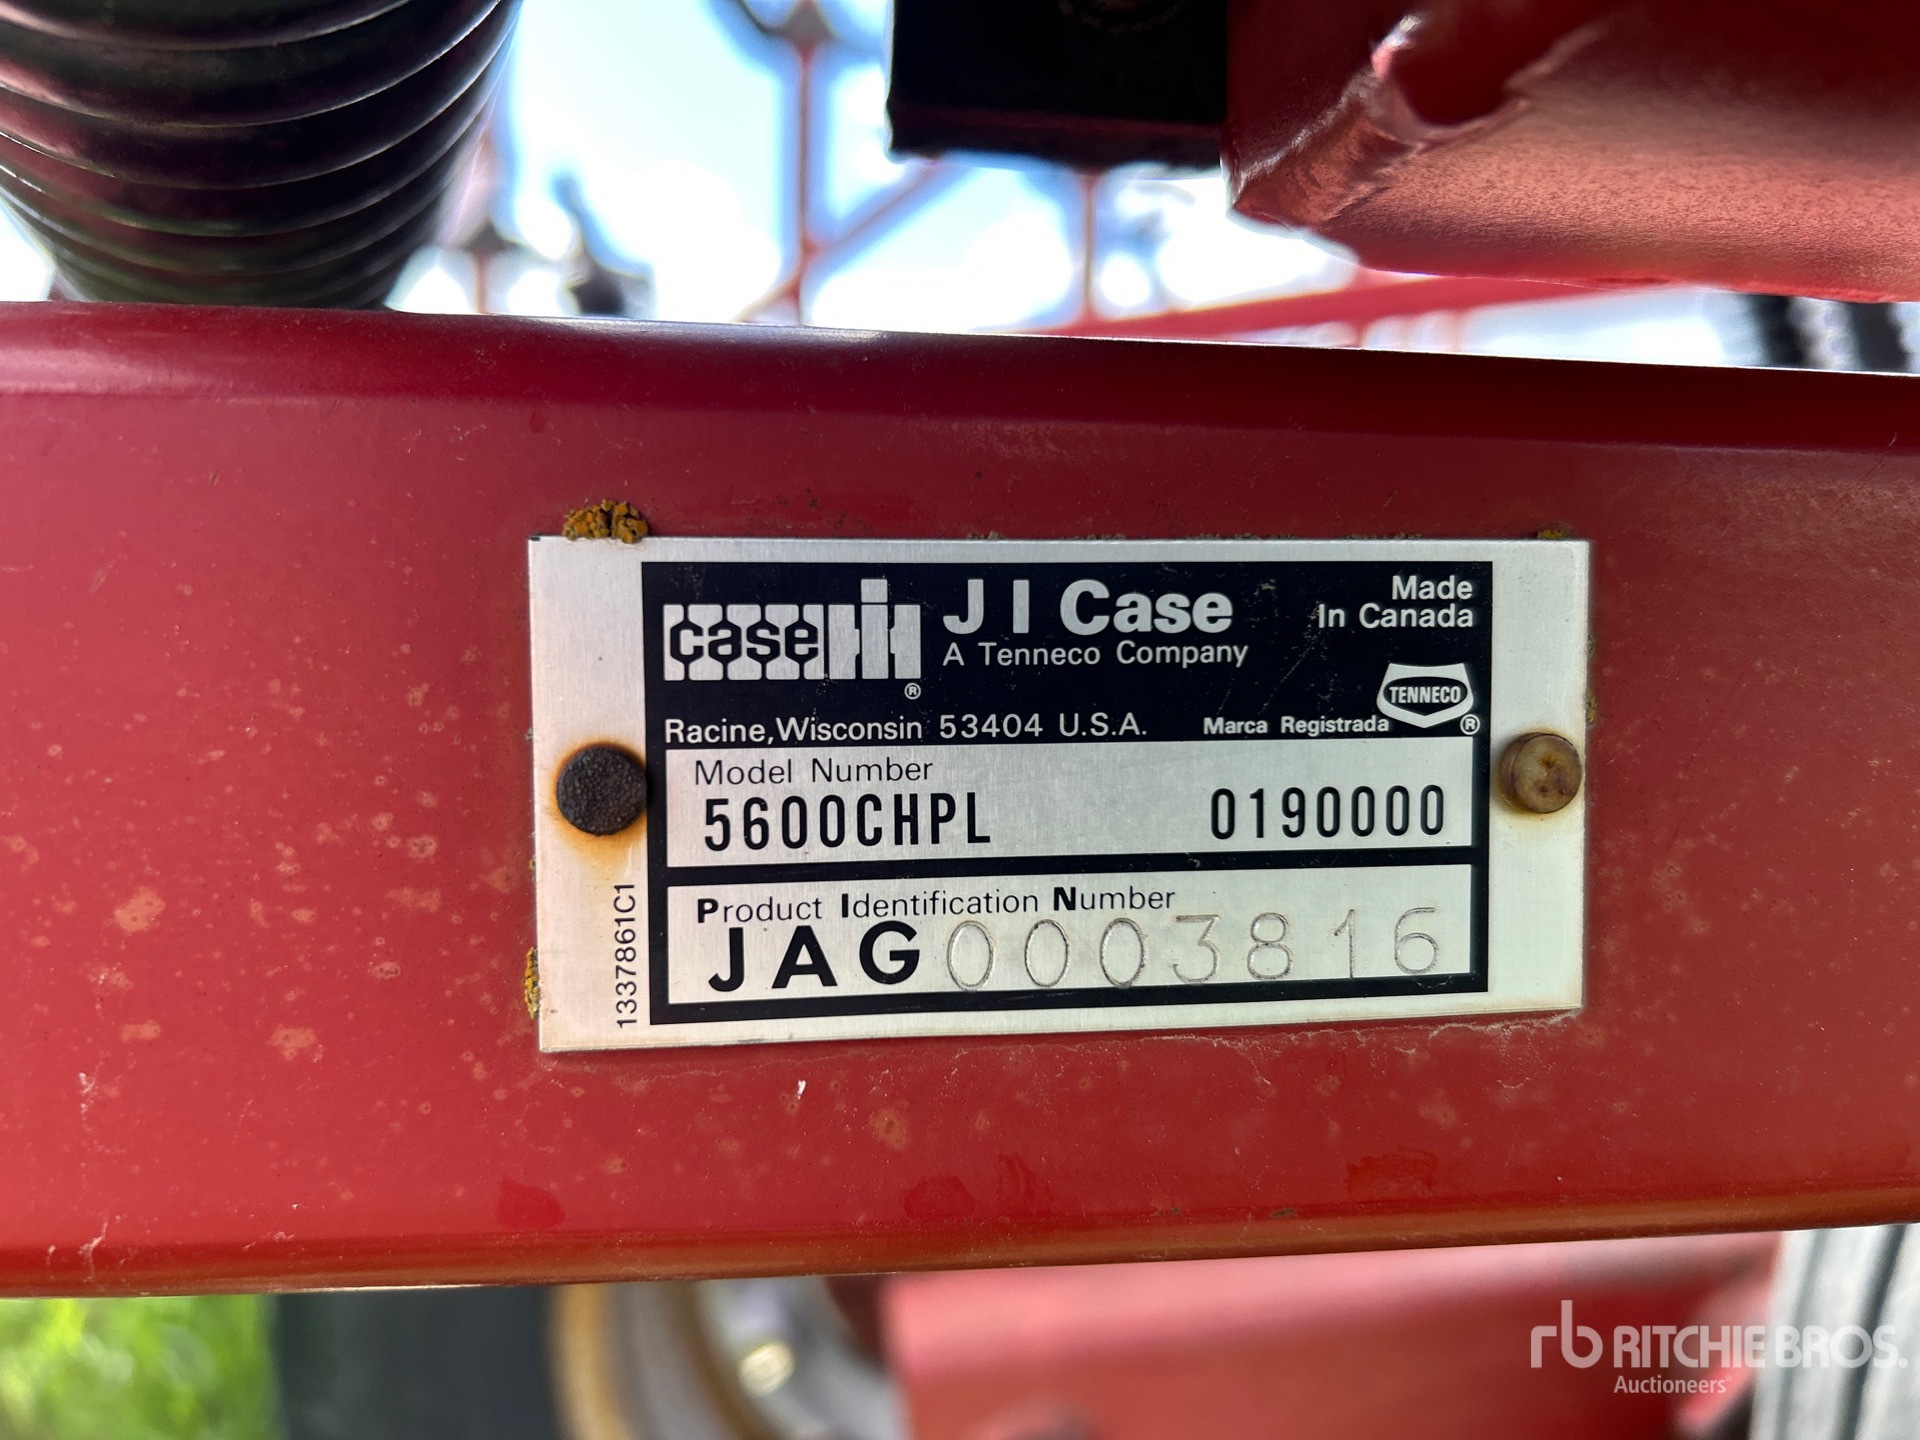 case IH ®
J I Case
A Tenneco Company
Made
In Canada
TENNECO ®
Racine, Wisconsin 53404 U.S.A.
Marca Registrada
Model Number
5600CHPL 0190000
Product Identification Number
JAG0003816
1337861C1
rb RITCHIE BROS.
Auctioneers